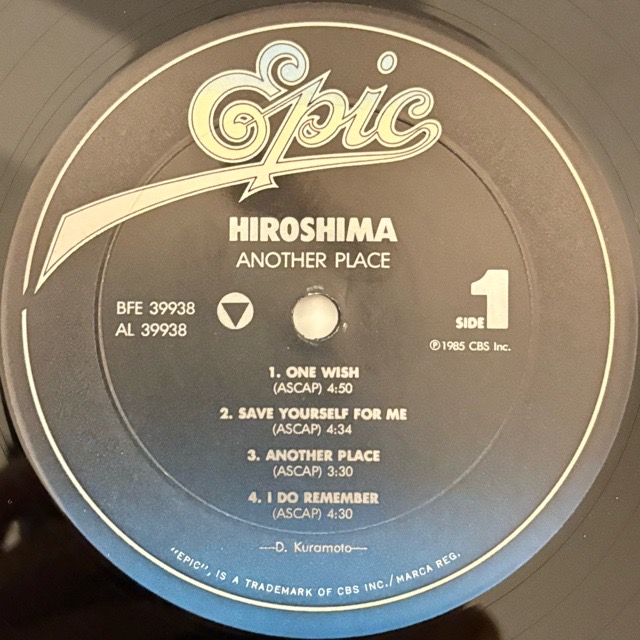 Epic
HIROSHIMA
ANOTHER PLACE
BFE 39938
AL 39938
SIDE 1
℗1985 CBS Inc.
1. ONE WISH
(ASCAP) 4:50
2. SAVE YOURSELF FOR ME
(ASCAP) 4:34
3. ANOTHER PLACE
(ASCAP) 3:30
4. I DO REMEMBER
(ASCAP) 4:30
—D. Kuramoto—
"EPIC", IS A TRADEMARK OF CBS INC./MARCA REG.